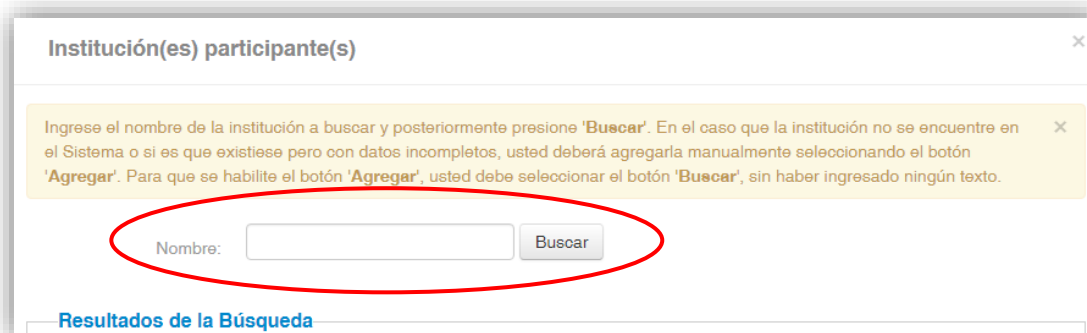 Institución(es) participante(s)
×
Ingrese el nombre de la institución a buscar y posteriormente presione 'Buscar'. En el caso que la institución no se encuentre en
×
el Sistema o si es que existiese pero con datos incompletos, usted deberá agregarla manualmente seleccionando el botón
'Agregar'. Para que se habilite el botón 'Agregar', usted debe seleccionar el botón 'Buscar', sin haber ingresado ningún texto.
Nombre: Buscar
Resultados de la Búsqueda